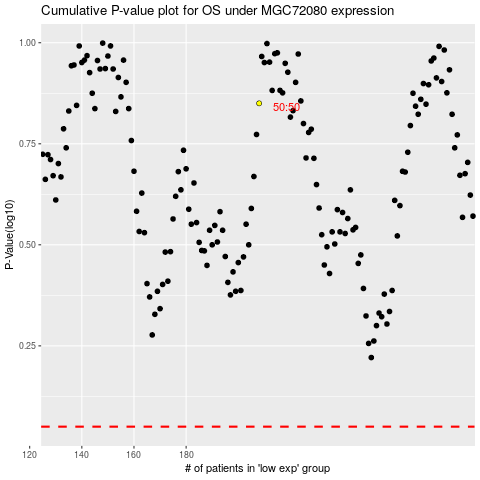 Cumulative P-value plot for OS under MGC72080 expression
P-Value(log10)
1.00
0.75
0.50
0.25
50:50
120 140 160 180
# of patients in 'low exp' group